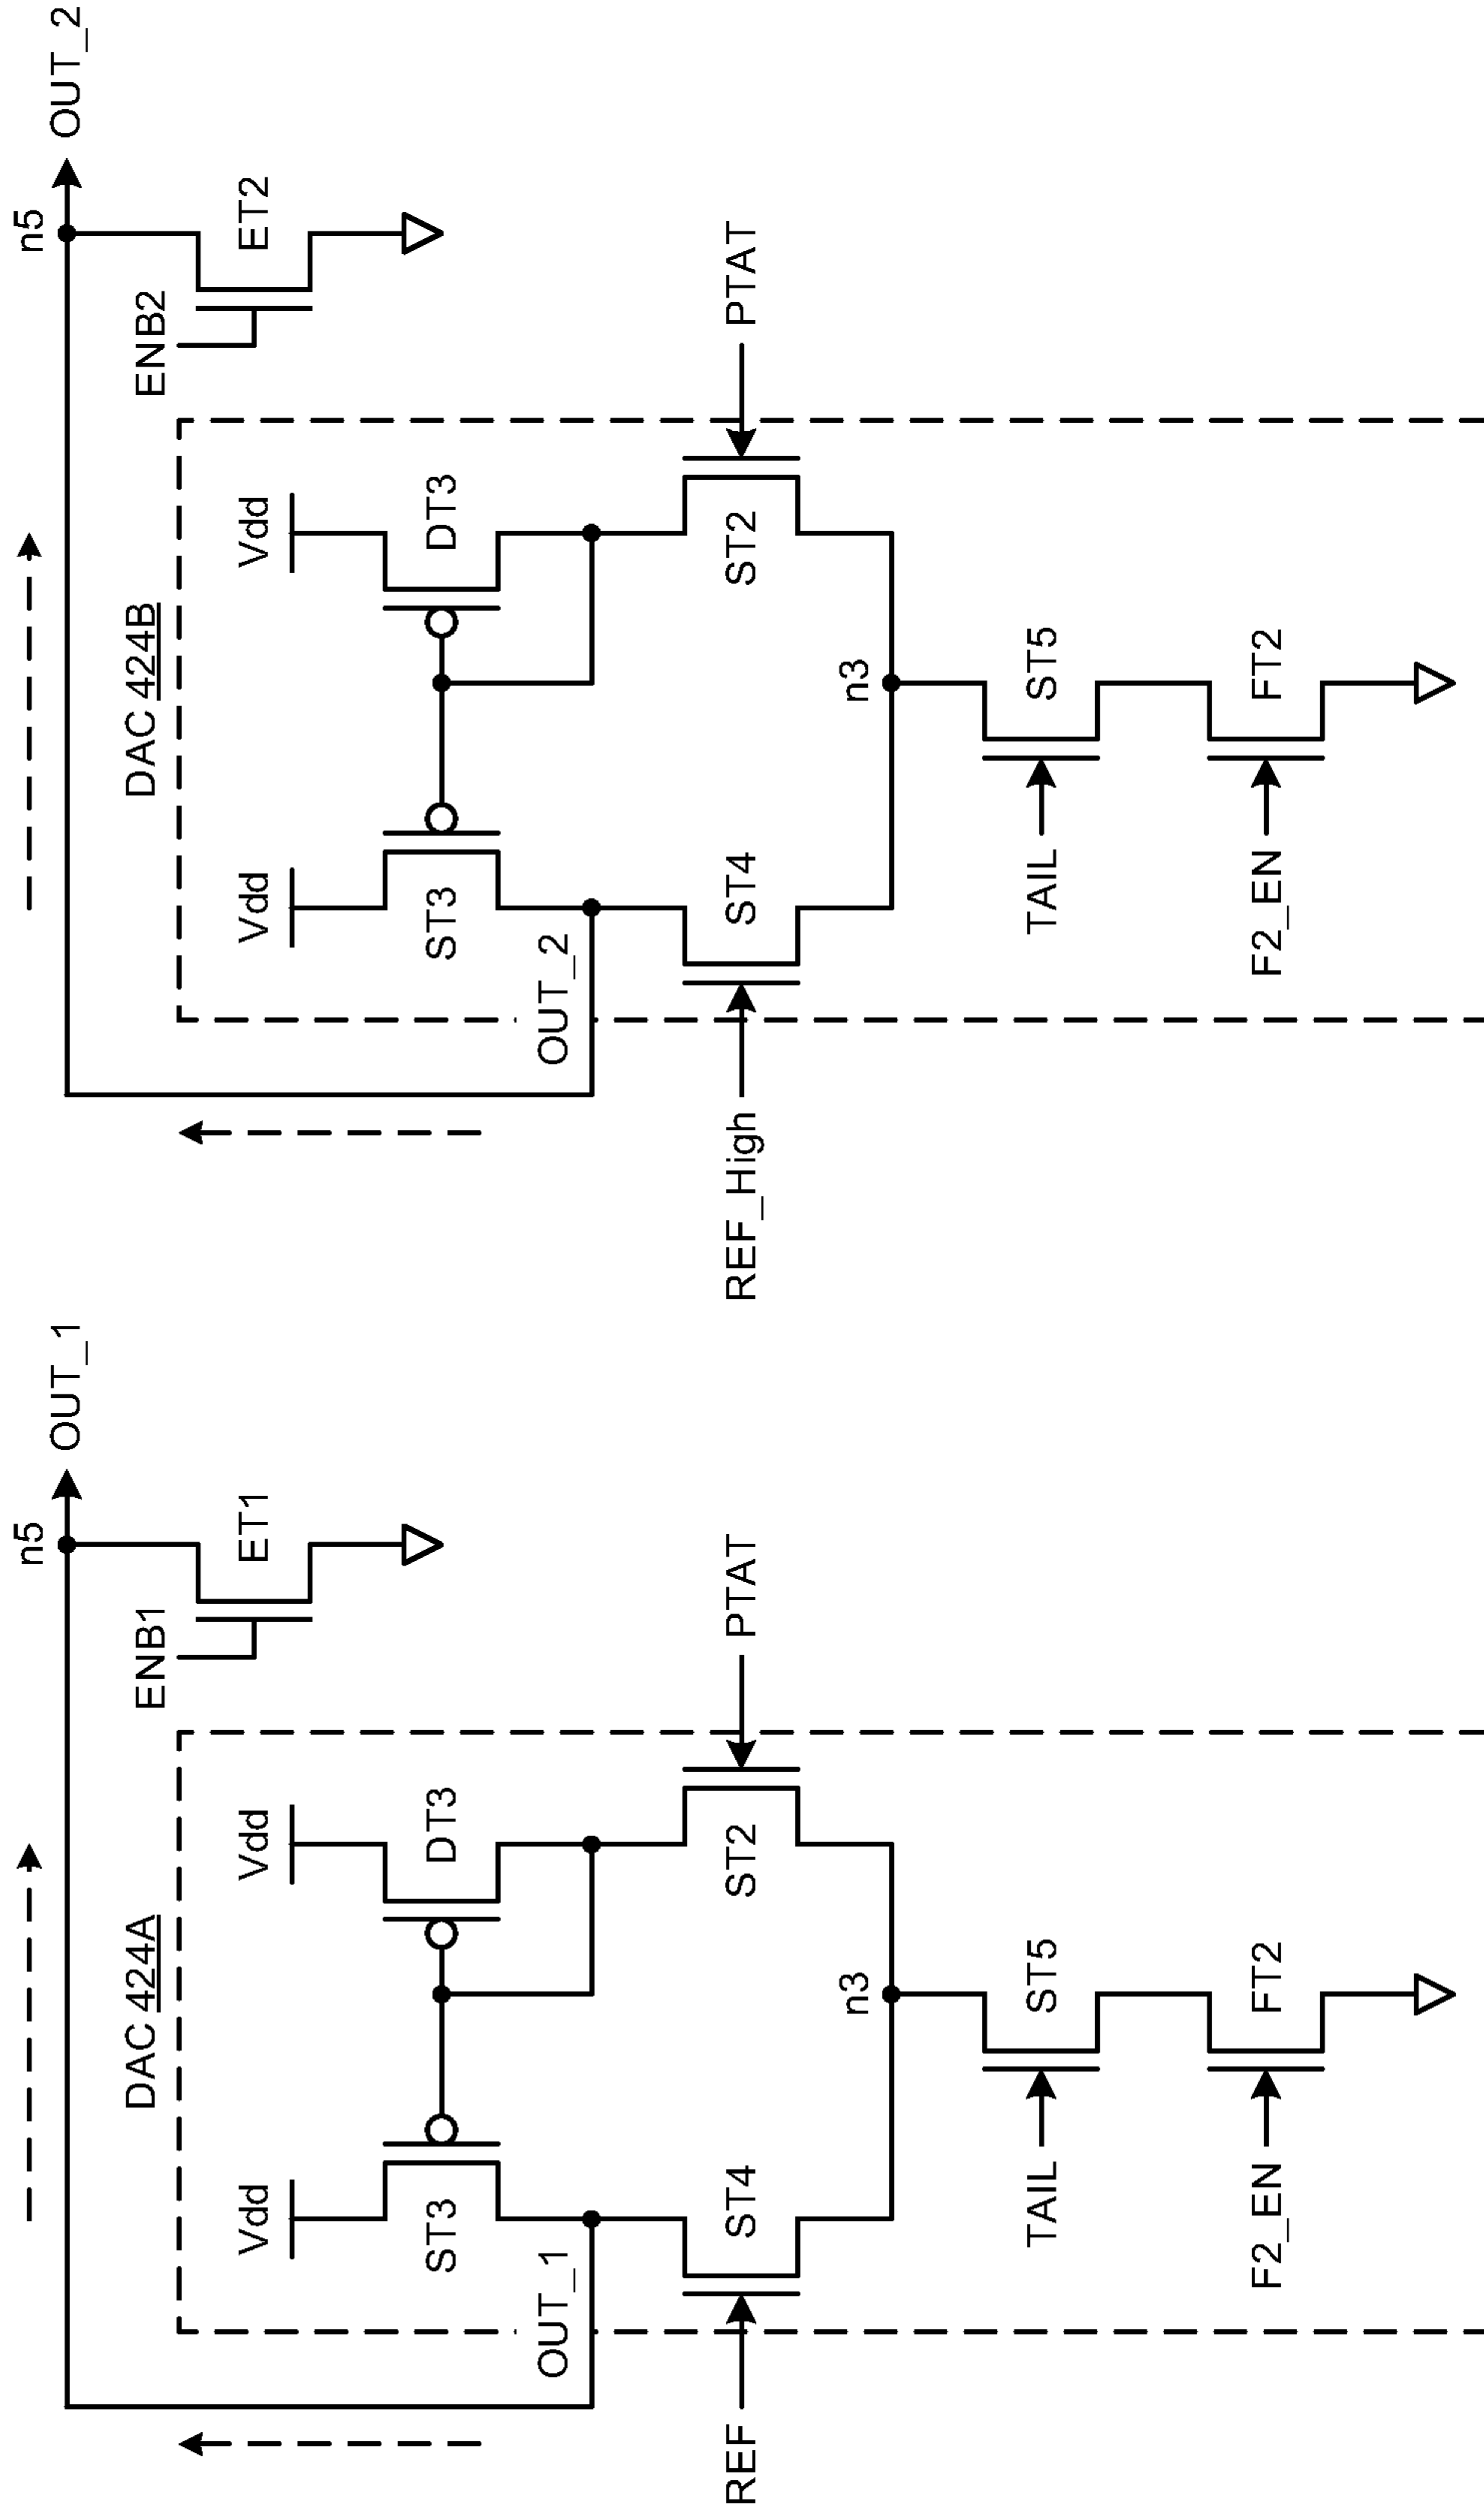 n5
OUT_1
ENB1
ET1
DAC 424A
Vdd
Vdd
ST3
DT3
OUT_1
REF
ST4
ST2
PTAT
n3
TAIL
ST5
F2_EN
FT2
n5
OUT_2
ENB2
ET2
DAC 424B
Vdd
Vdd
ST3
DT3
OUT_2
REF_High
ST4
ST2
PTAT
n3
TAIL
ST5
F2_EN
FT2